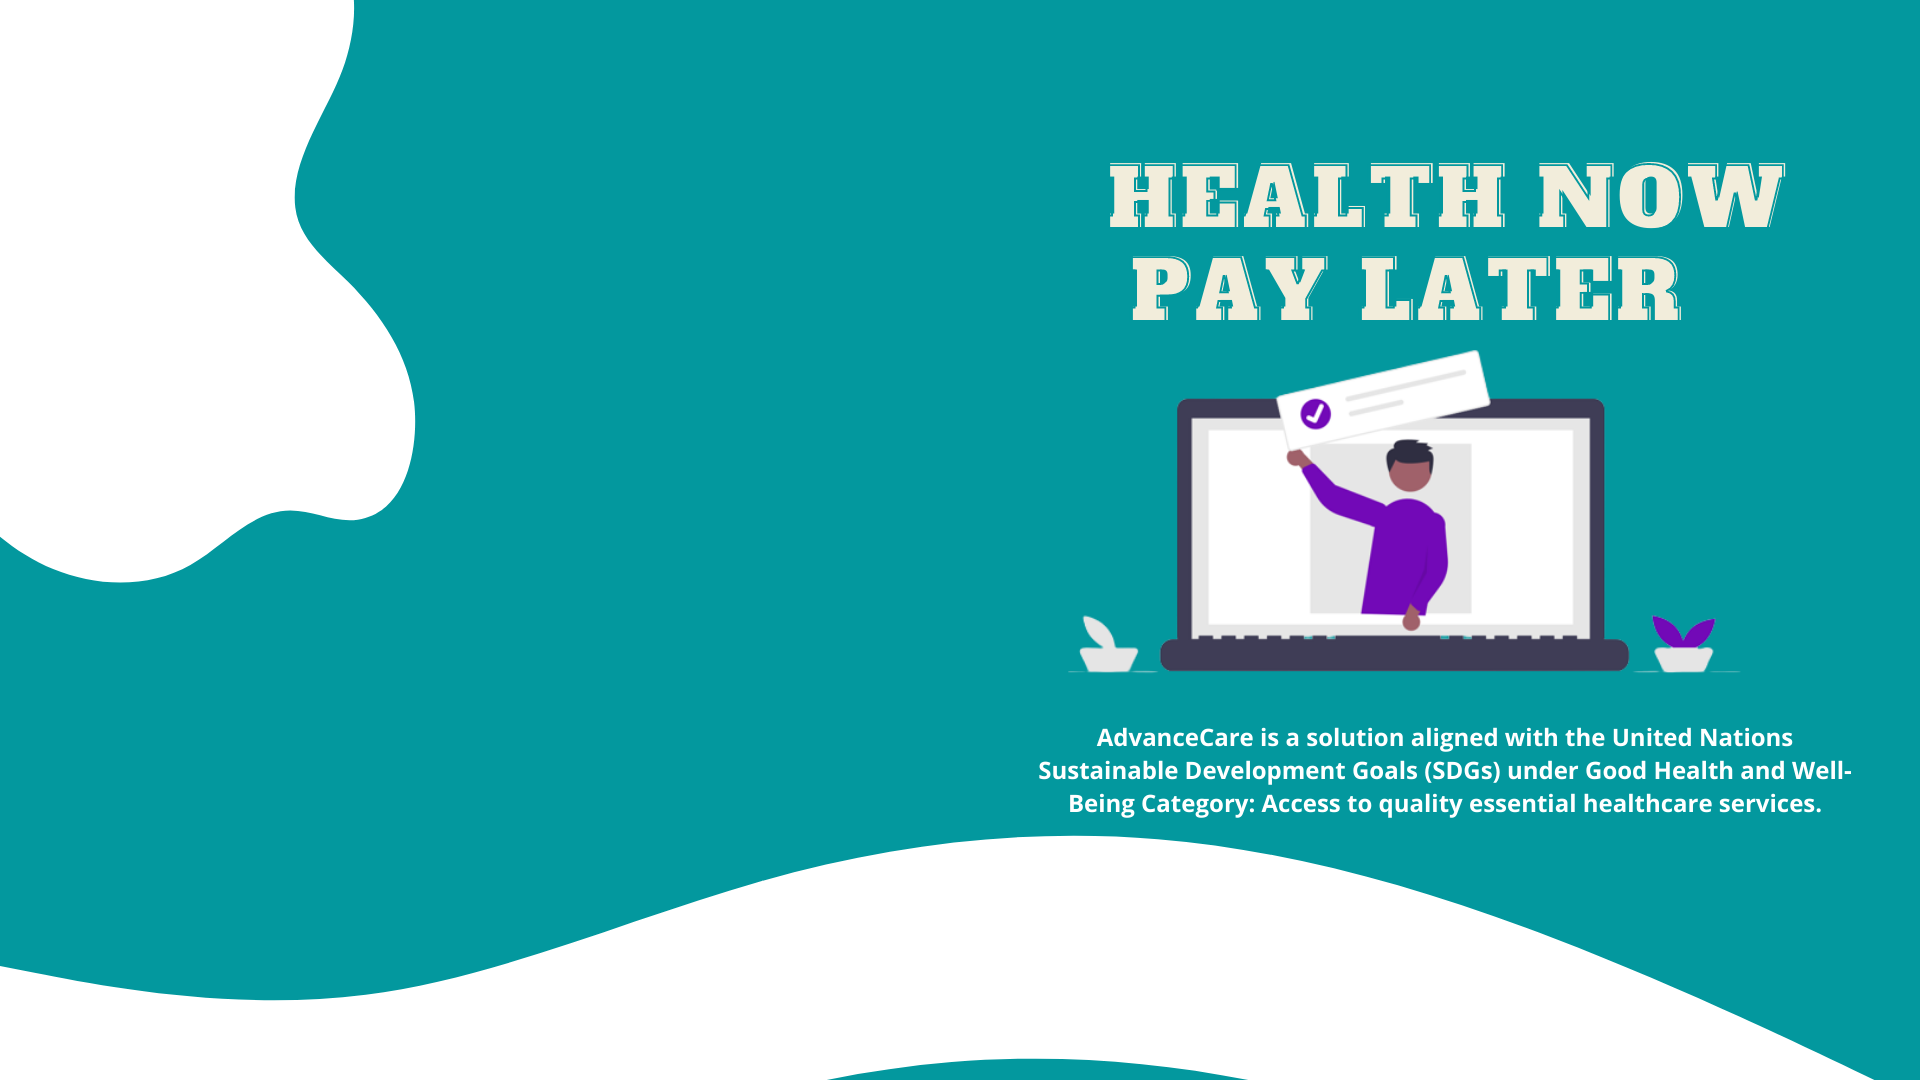 HEALTH NOW
PAY LATER
AdvanceCare is a solution aligned with the United Nations
Sustainable Development Goals (SDGs) under Good Health and Well-
Being Category: Access to quality essential healthcare services.